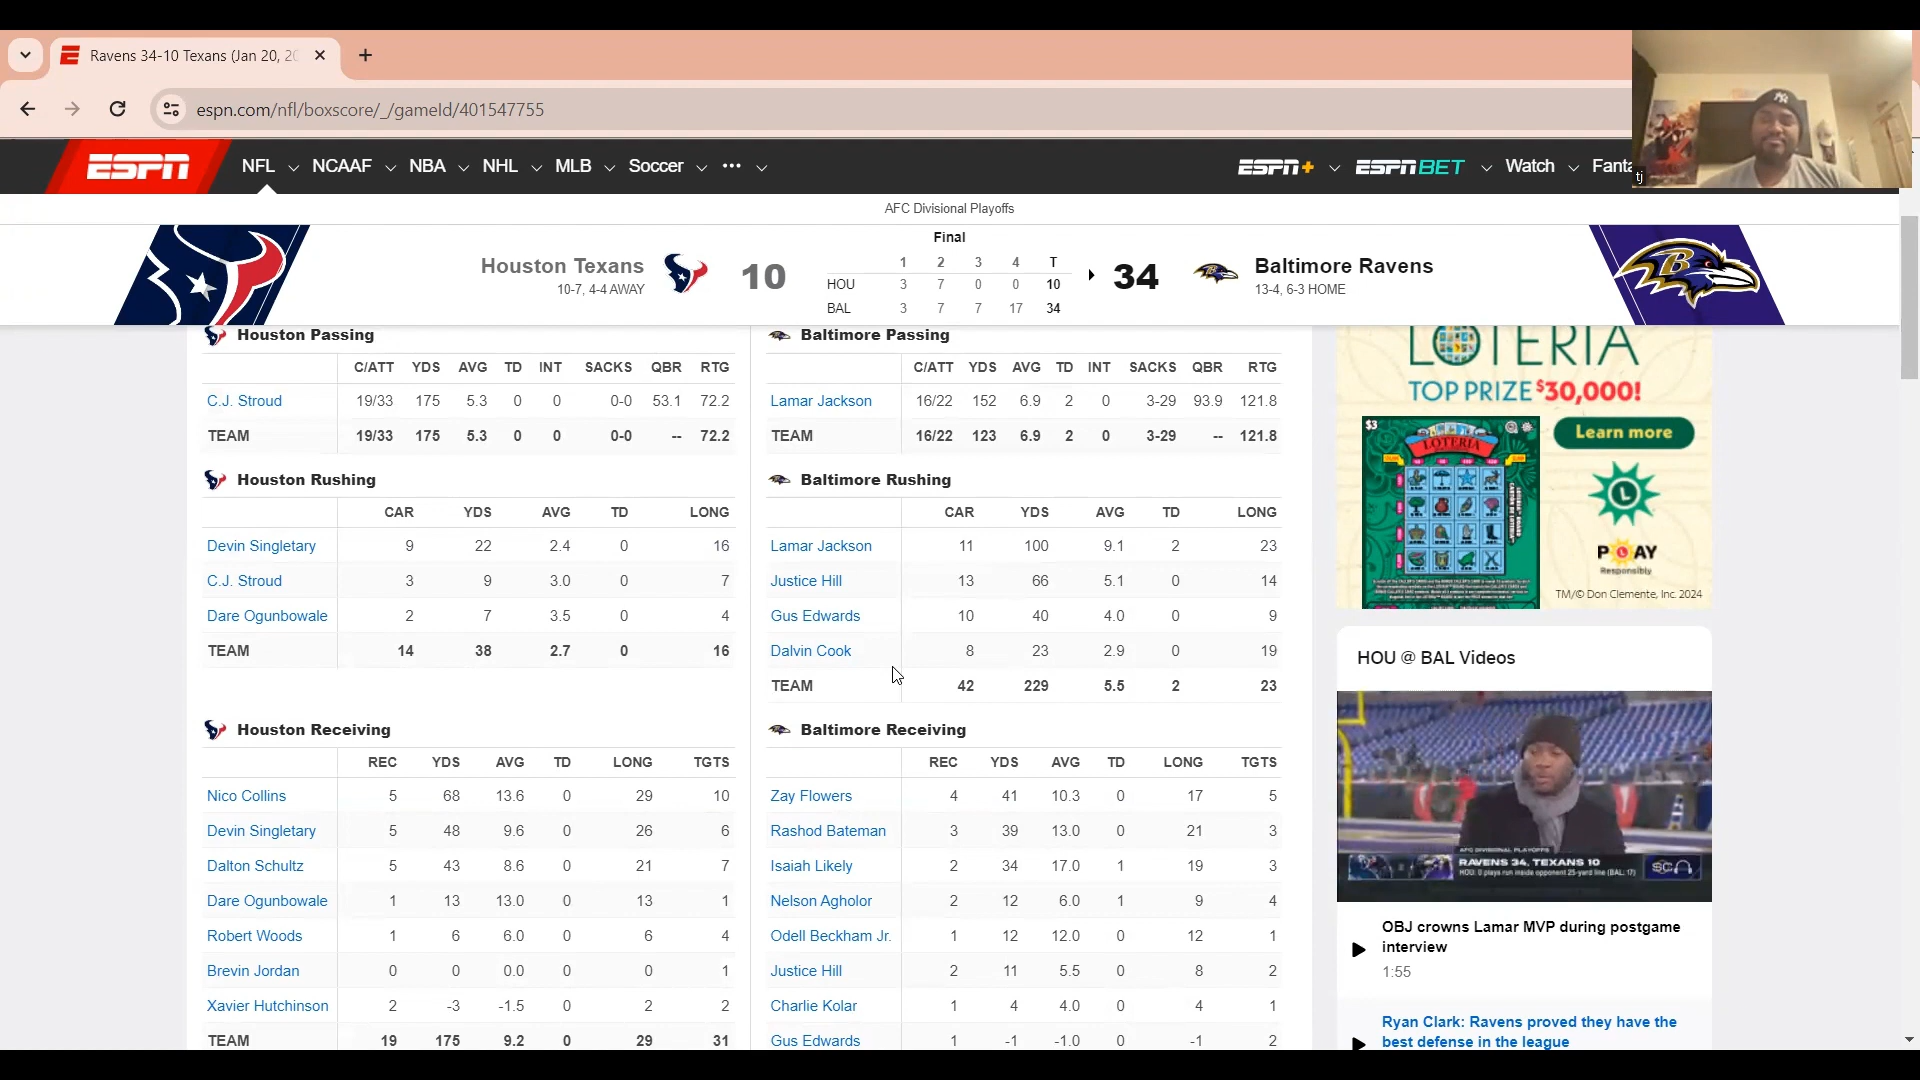 Ravens 34-10 Texans (Jan 20, 20
espn.com/nfl/boxscore/_/gameId/401547755
tj
ESPN NFL NCAAF NBA NHL MLB Soccer ••• ESPN+ ESPN BET Watch Fanta
AFC Divisional Playoffs
Final
Houston Texans 10 1 2 3 4 T 34 Baltimore Ravens
10-7, 4-4 AWAY HOU 3 7 0 0 10 13-4, 6-3 HOME
BAL 3 7 7 17 34
Houston Passing
C/ATT YDS AVG TD INT SACKS QBR RTG
C.J. Stroud 19/33 175 5.3 0 0 0-0 53.1 72.2
TEAM 19/33 175 5.3 0 0 0-0 -- 72.2
Baltimore Passing
C/ATT YDS AVG TD INT SACKS QBR RTG
Lamar Jackson 16/22 152 6.9 2 0 3-29 93.9 121.8
TEAM 16/22 123 6.9 2 0 3-29 -- 121.8
Houston Rushing
CAR YDS AVG TD LONG
Devin Singletary 9 22 2.4 0 16
C.J. Stroud 3 9 3.0 0 7
Dare Ogunbowale 2 7 3.5 0 4
TEAM 14 38 2.7 0 16
Baltimore Rushing
CAR YDS AVG TD LONG
Lamar Jackson 11 100 9.1 2 23
Justice Hill 13 66 5.1 0 14
Gus Edwards 10 40 4.0 0 9
Dalvin Cook 8 23 2.9 0 19
TEAM 42 229 5.5 2 23
Houston Receiving
REC YDS AVG TD LONG TGTS
Nico Collins 5 68 13.6 0 29 10
Devin Singletary 5 48 9.6 0 26 6
Dalton Schultz 5 43 8.6 0 21 7
Dare Ogunbowale 1 13 13.0 0 13 1
Robert Woods 1 6 6.0 0 6 4
Brevin Jordan 0 0 0.0 0 0 1
Xavier Hutchinson 2 -3 -1.5 0 2 2
TEAM 19 175 9.2 0 29 31
Baltimore Receiving
REC YDS AVG TD LONG TGTS
Zay Flowers 4 41 10.3 0 17 5
Rashod Bateman 3 39 13.0 0 21 3
Isaiah Likely 2 34 17.0 1 19 3
Nelson Agholor 2 12 6.0 1 9 4
Odell Beckham Jr. 1 12 12.0 0 12 1
Justice Hill 2 11 5.5 0 8 2
Charlie Kolar 1 4 4.0 0 4 1
Gus Edwards 1 -1 -1.0 0 -1 2
LOTERIA
TOP PRIZE $30,000!
$3
LOTERIA
Learn more
PLAY
Responsibly
TM/© Don Clemente, Inc. 2024
HOU @ BAL Videos
AFC DIVISIONAL PLAYOFFS
RAVENS 34, TEXANS 10
HOU: 0 plays run inside opponent 25-yard line (BAL: 17)
SC
OBJ crowns Lamar MVP during postgame
interview
1:55
Ryan Clark: Ravens proved they have the
best defense in the league